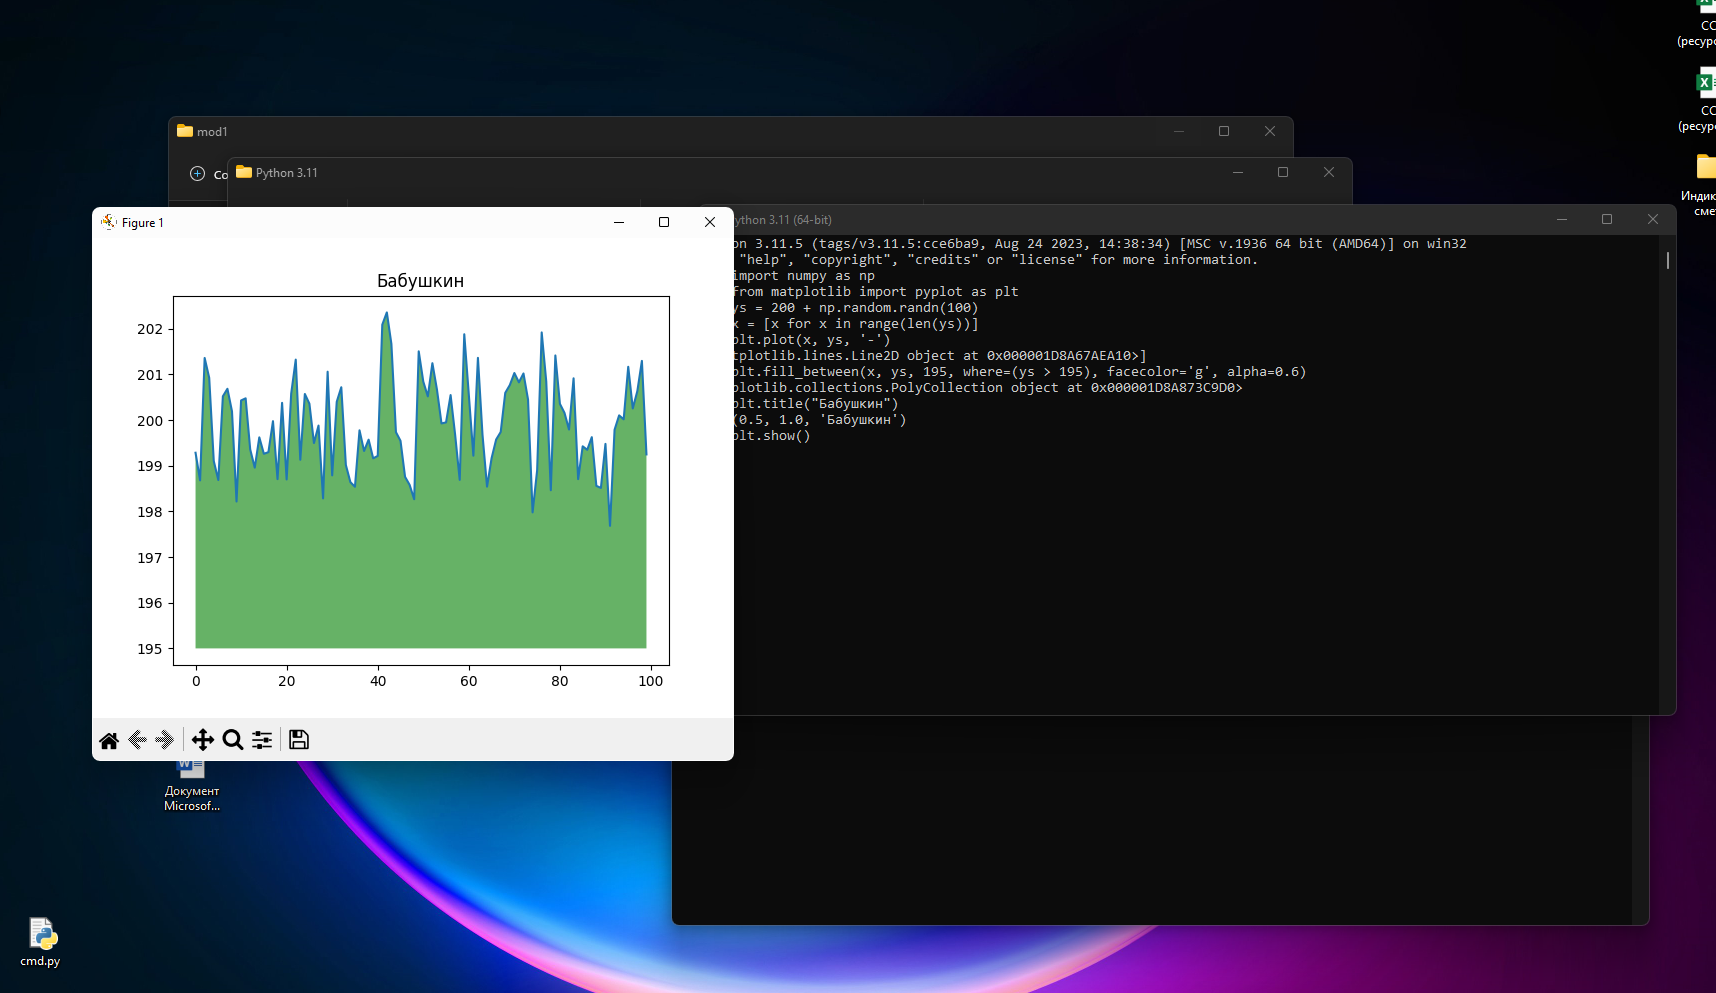 СС
(ресурс
СС
(ресурс
Индик
сме
mod1
Со
Python 3.11
ython 3.11 (64-bit)
on 3.11.5 (tags/v3.11.5:cce6ba9, Aug 24 2023, 14:38:34) [MSC v.1936 64 bit (AMD64)] on win32
"help", "copyright", "credits" or "license" for more information.
import numpy as np
from matplotlib import pyplot as plt
ys = 200 + np.random.randn(100)
x = [x for x in range(len(ys))]
plt.plot(x, ys, '-')
tplotlib.lines.Line2D object at 0x000001D8A67AEA10>]
plt.fill_between(x, ys, 195, where=(ys > 195), facecolor='g', alpha=0.6)
plotlib.collections.PolyCollection object at 0x000001D8A873C9D0>
plt.title("Бабушкин")
(0.5, 1.0, 'Бабушкин')
plt.show()
Figure 1
Бабушкин
202
201
200
199
198
197
196
195
0 20 40 60 80 100
Документ
Microsof...
cmd.py